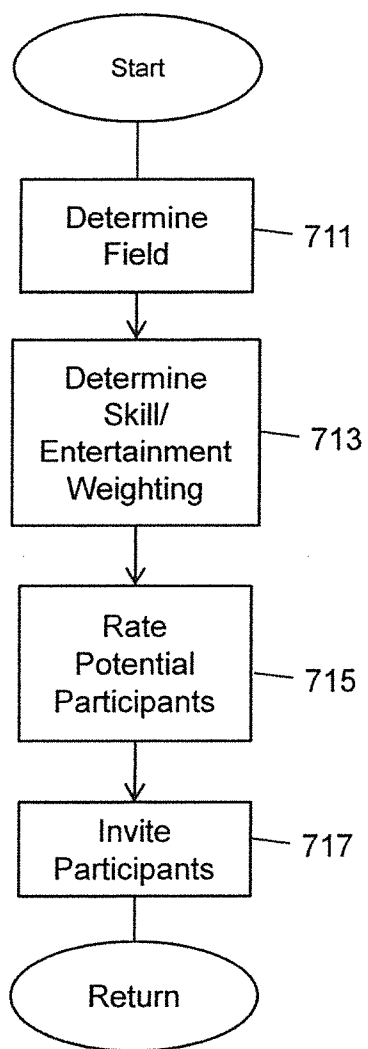 Start
Determine
Field
711
Determine
Skill/
Entertainment
Weighting
713
Rate
Potential
Participants
715
Invite
Participants
717
Return